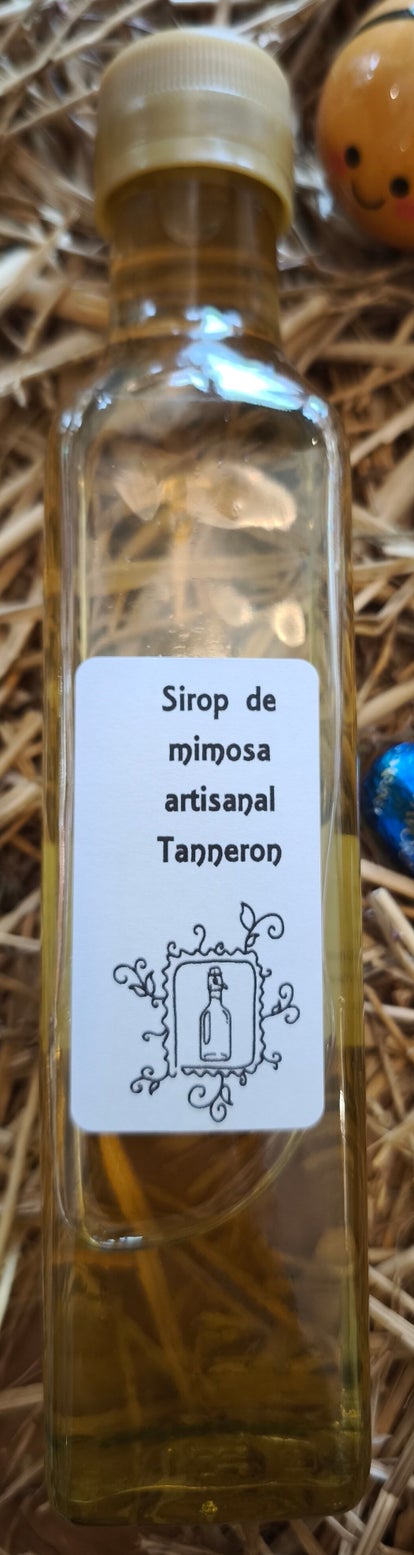 Sirop de
mimosa
artisanal
Tanneron